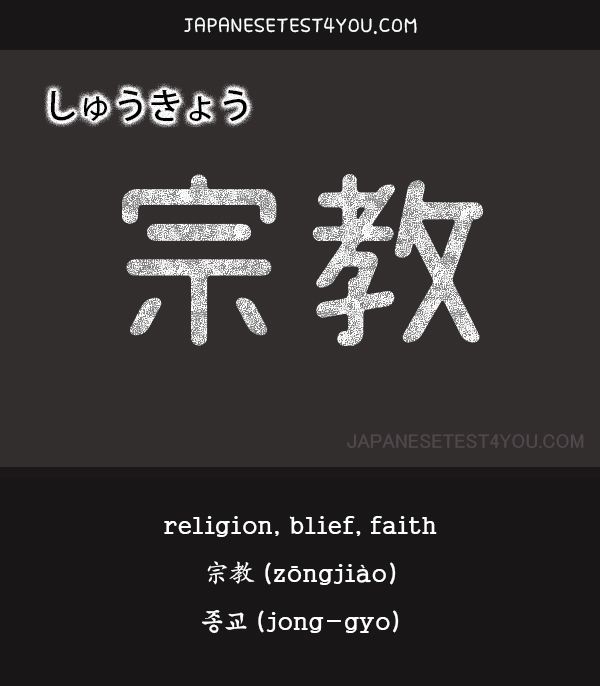 JAPANESETEST4YOU.COM
しゅうきょう
宗教
JAPANESETEST4YOU.COM
religion, blief, faith
宗教 (zōngjiào)
종교 (jong-gyo)